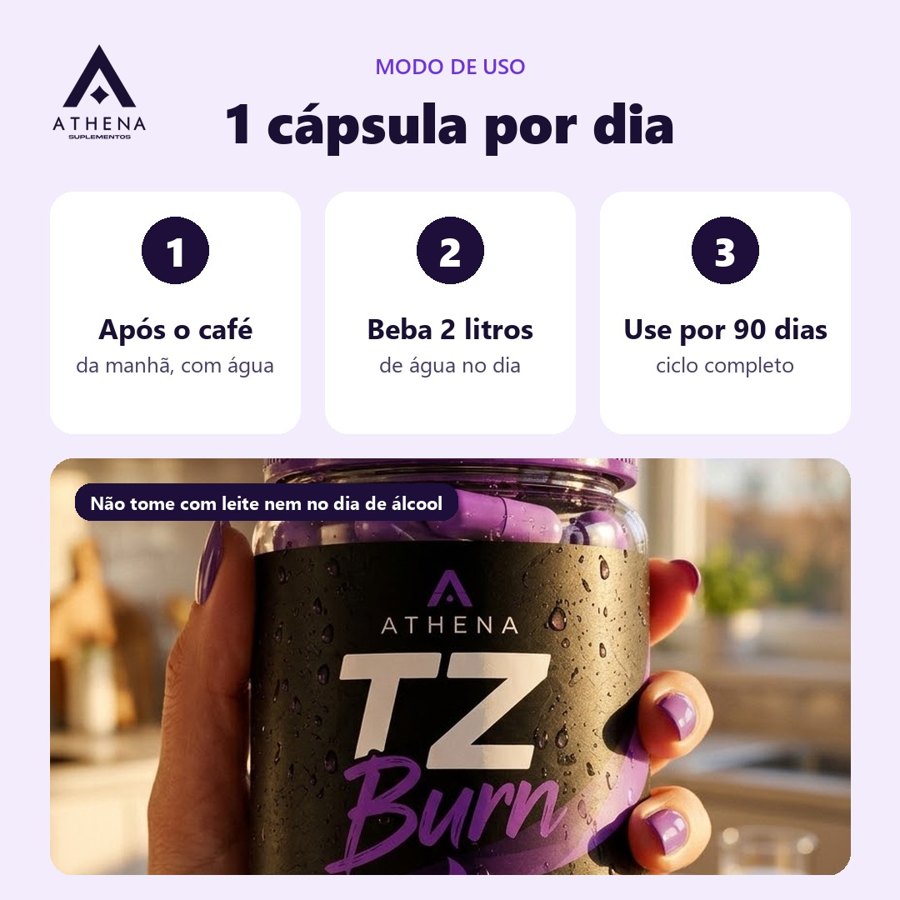 ATHENA
SUPLEMENTOS
MODO DE USO
1 cápsula por dia
1
Após o café
da manhã, com água
2
Beba 2 litros
de água no dia
3
Use por 90 dias
ciclo completo
Não tome com leite nem no dia de álcool
ATHENA
TZ
Burn